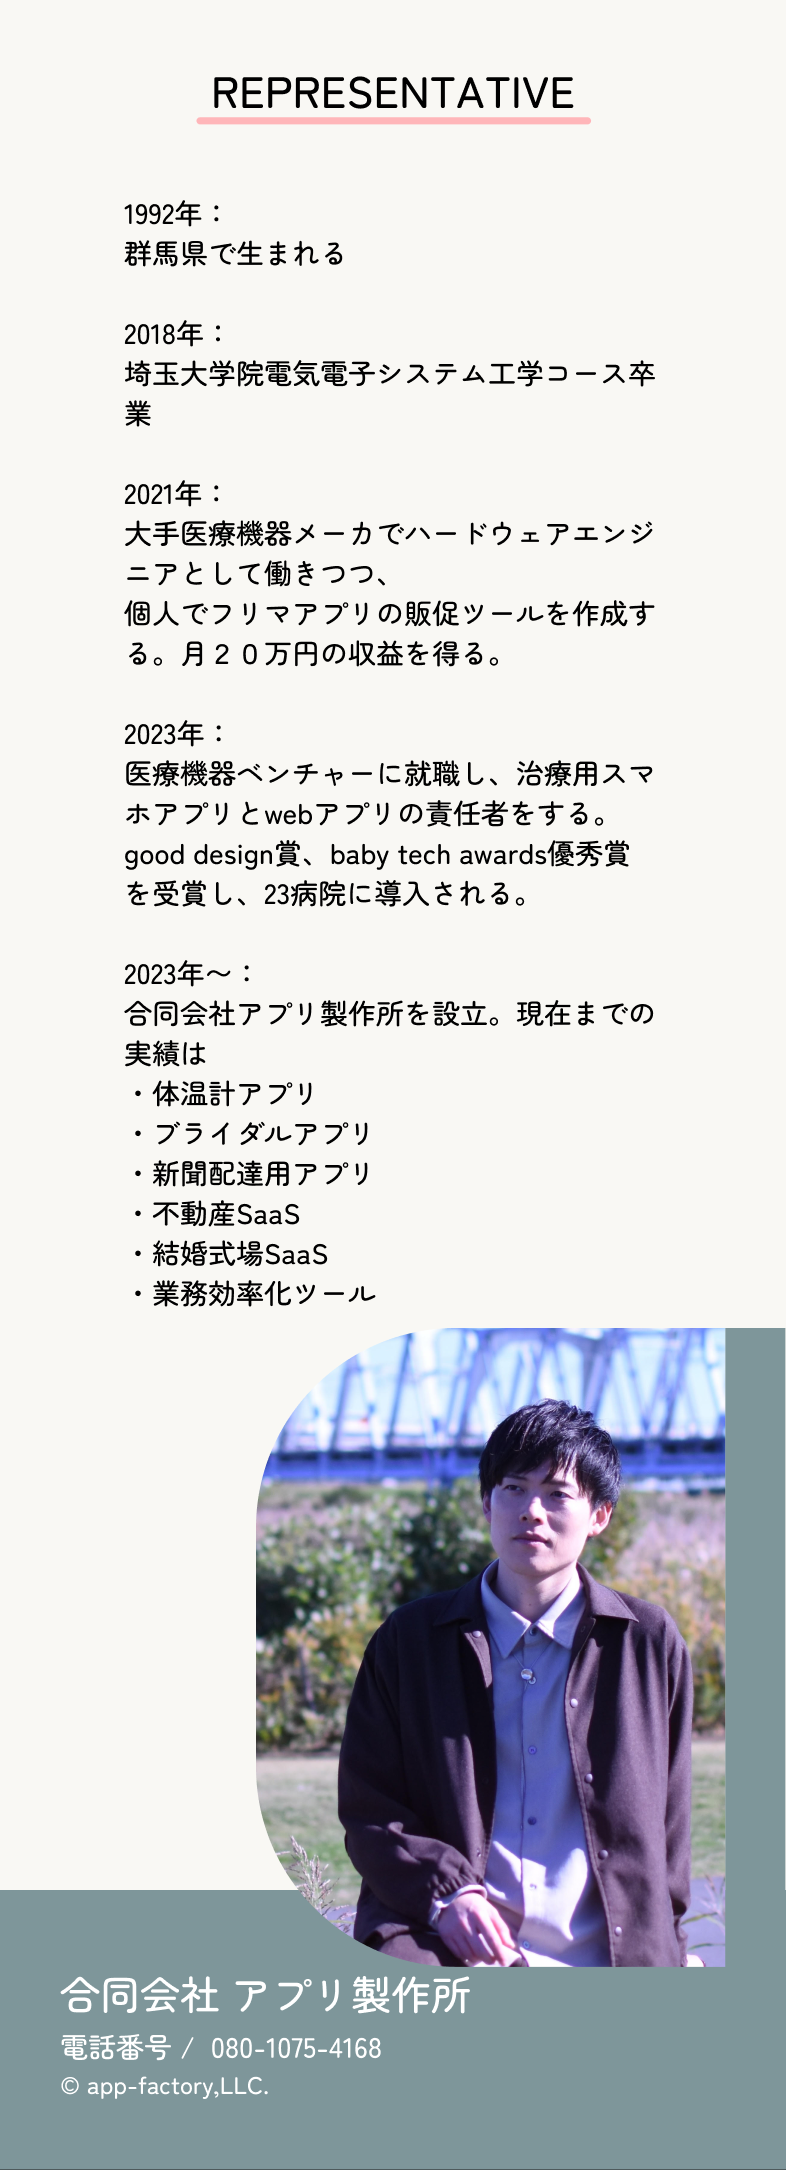 REPRESENTATIVE
1992年：
群馬県で生まれる
2018年：
埼玉大学院電気電子システム工学コース卒
業
2021年：
大手医療機器メーカでハードウェアエンジ
ニアとして働きつつ、
個人でフリマアプリの販促ツールを作成す
る。月２０万円の収益を得る。
2023年：
医療機器ベンチャーに就職し、治療用スマ
ホアプリとwebアプリの責任者をする。
good design賞、baby tech awards優秀賞
を受賞し、23病院に導入される。
2023年〜：
合同会社アプリ製作所を設立。現在までの
実績は
・体温計アプリ
・ブライダルアプリ
・新聞配達用アプリ
・不動産SaaS
・結婚式場SaaS
・業務効率化ツール
合同会社 アプリ製作所
電話番号 / 080-1075-4168
© app-factory,LLC.